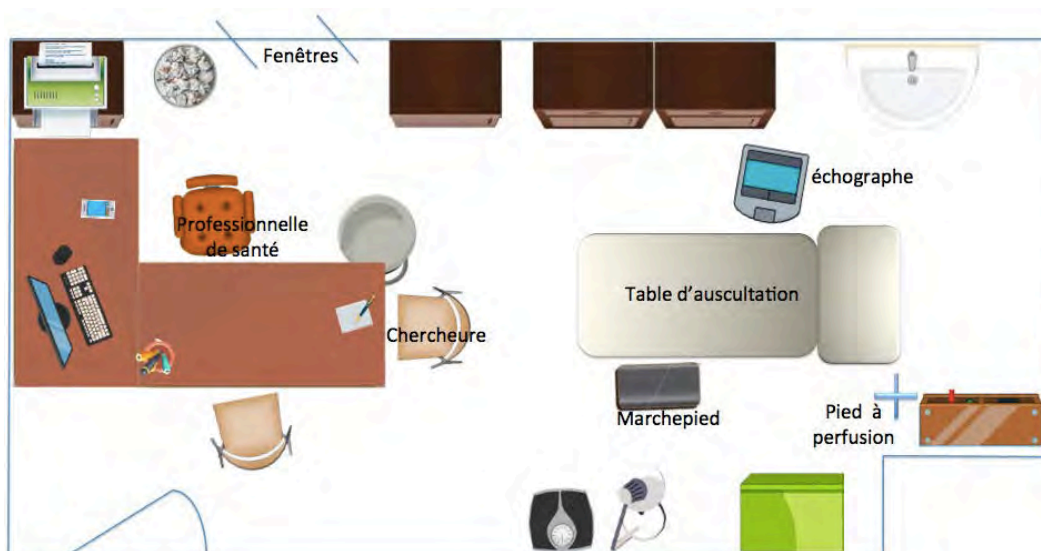 Fenêtres
échographe
Professionnelle
de santé
Table d'auscultation
Chercheure
Marchepied
Pied à
perfusion